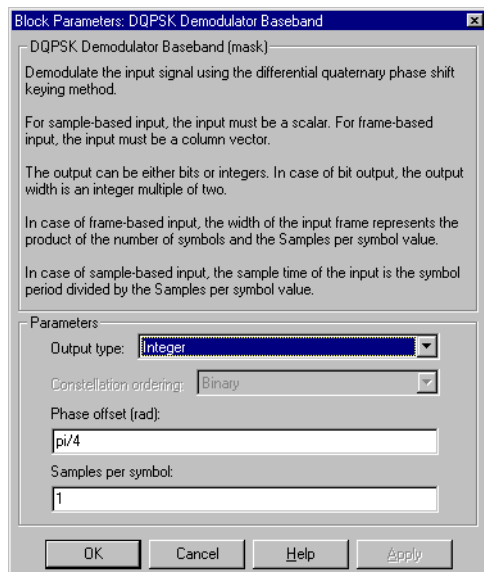 Block Parameters: DQPSK Demodulator Baseband
DQPSK Demodulator Baseband (mask)
Demodulate the input signal using the differential quaternary phase shift
keying method.
For sample-based input, the input must be a scalar. For frame-based
input, the input must be a column vector.
The output can be either bits or integers. In case of bit output, the output
width is an integer multiple of two.
In case of frame-based input, the width of the input frame represents the
product of the number of symbols and the Samples per symbol value.
In case of sample-based input, the sample time of the input is the symbol
period divided by the Samples per symbol value.
Parameters
Output type: Integer
Constellation ordering: Binary
Phase offset (rad):
pi/4
Samples per symbol:
1
OK Cancel Help Apply